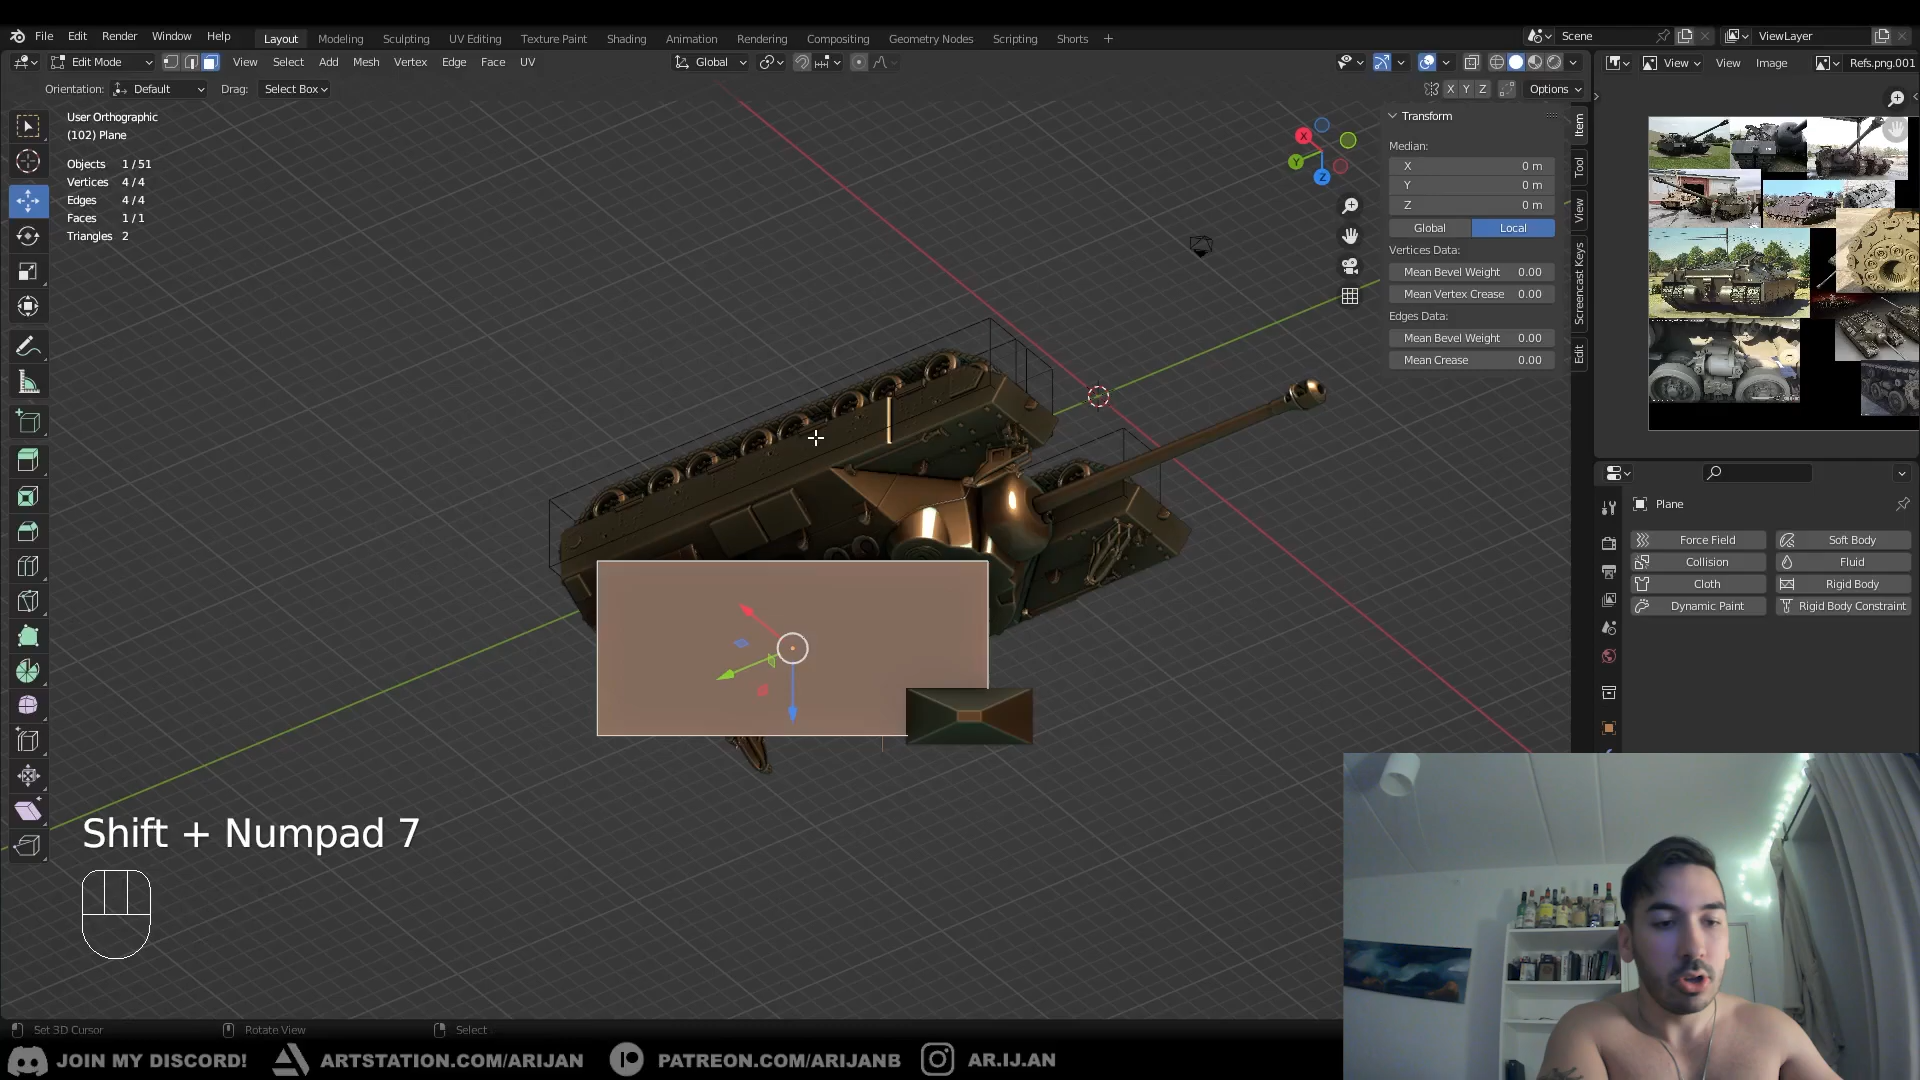 File Edit Render Window Help Layout Modeling Sculpting UV Editing Texture Paint Shading Animation Rendering Compositing Geometry Nodes Scripting Shorts + Scene ViewLayer
Edit Mode View Select Add Mesh Vertex Edge Face UV Global View View Image Refs.png.001
Orientation: Default Drag: Select Box X Y Z Options
User Orthographic
(102) Plane
Objects 1 / 51
Vertices 4 / 4
Edges 4 / 4
Faces 1 / 1
Triangles 2
X
Y
Z
Transform
Median:
X 0 m
Y 0 m
Z 0 m
Global Local
Vertices Data:
Mean Bevel Weight 0.00
Mean Vertex Crease 0.00
Edges Data:
Mean Bevel Weight 0.00
Mean Crease 0.00
Item
Tool
View
Screencast Keys
Edit
Plane
Force Field Soft Body
Collision Fluid
Cloth Rigid Body
Dynamic Paint Rigid Body Constraint
Shift + Numpad 7
Set 3D Cursor Rotate View Select
JOIN MY DISCORD! ARTSTATION.COM/ARIJAN PATREON.COM/ARIJANB AR.IJ.AN